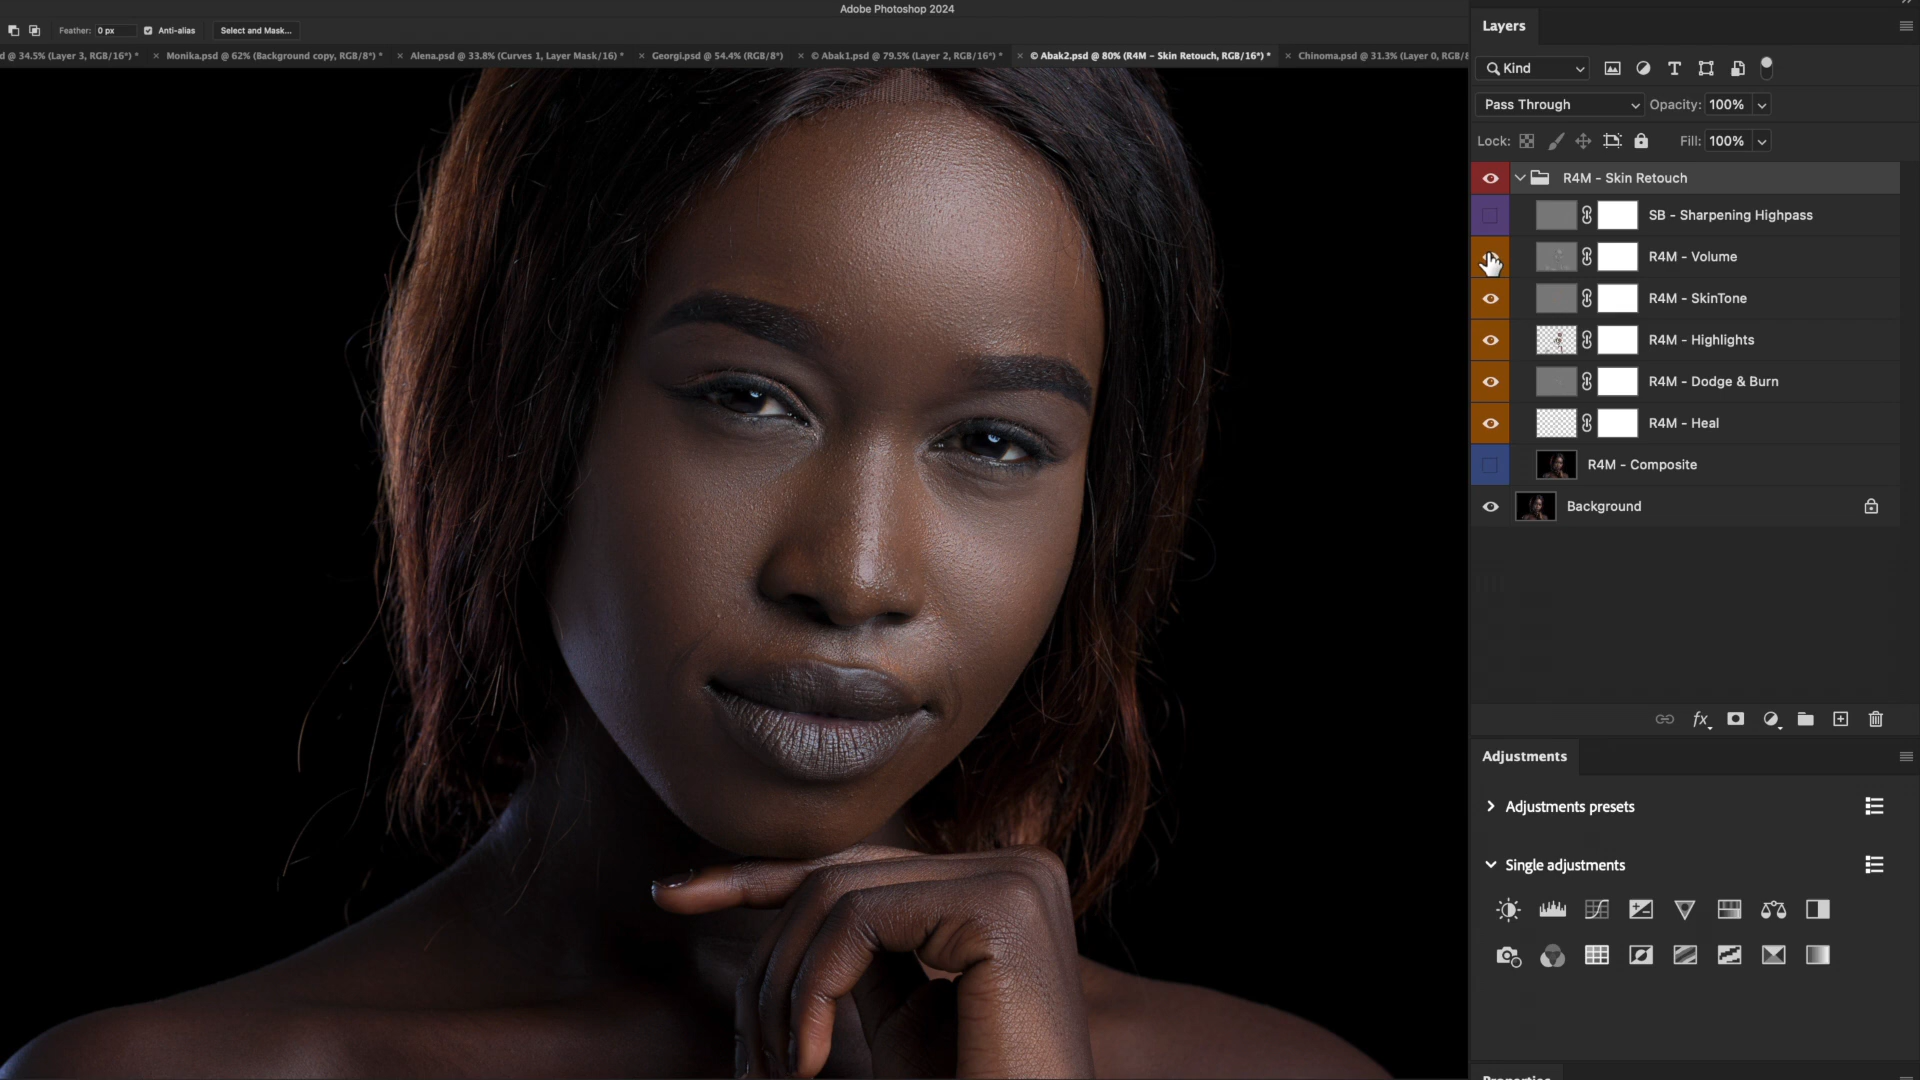 Adobe Photoshop 2024
Feather: 0 px Anti-alias Select and Mask...
d @ 34.5% (Layer 3, RGB/16*) * × Monika.psd @ 62% (Background copy, RGB/8*) * × Alena.psd @ 33.8% (Curves 1, Layer Mask/16) * × Georgi.psd @ 54.4% (RGB/8*) × © Abak1.psd @ 79.5% (Layer 2, RGB/16*) * × © Abak2.psd @ 80% (R4M - Skin Retouch, RGB/16*) * × Chinoma.psd @ 31.3% (Layer 0, RGB/8
Layers
Kind
Pass Through Opacity: 100%
Lock: Fill: 100%
R4M - Skin Retouch
SB - Sharpening Highpass
R4M - Volume
R4M - SkinTone
R4M - Highlights
R4M - Dodge & Burn
R4M - Heal
R4M - Composite
Background
fx
Adjustments
Adjustments presets
Single adjustments
Properties